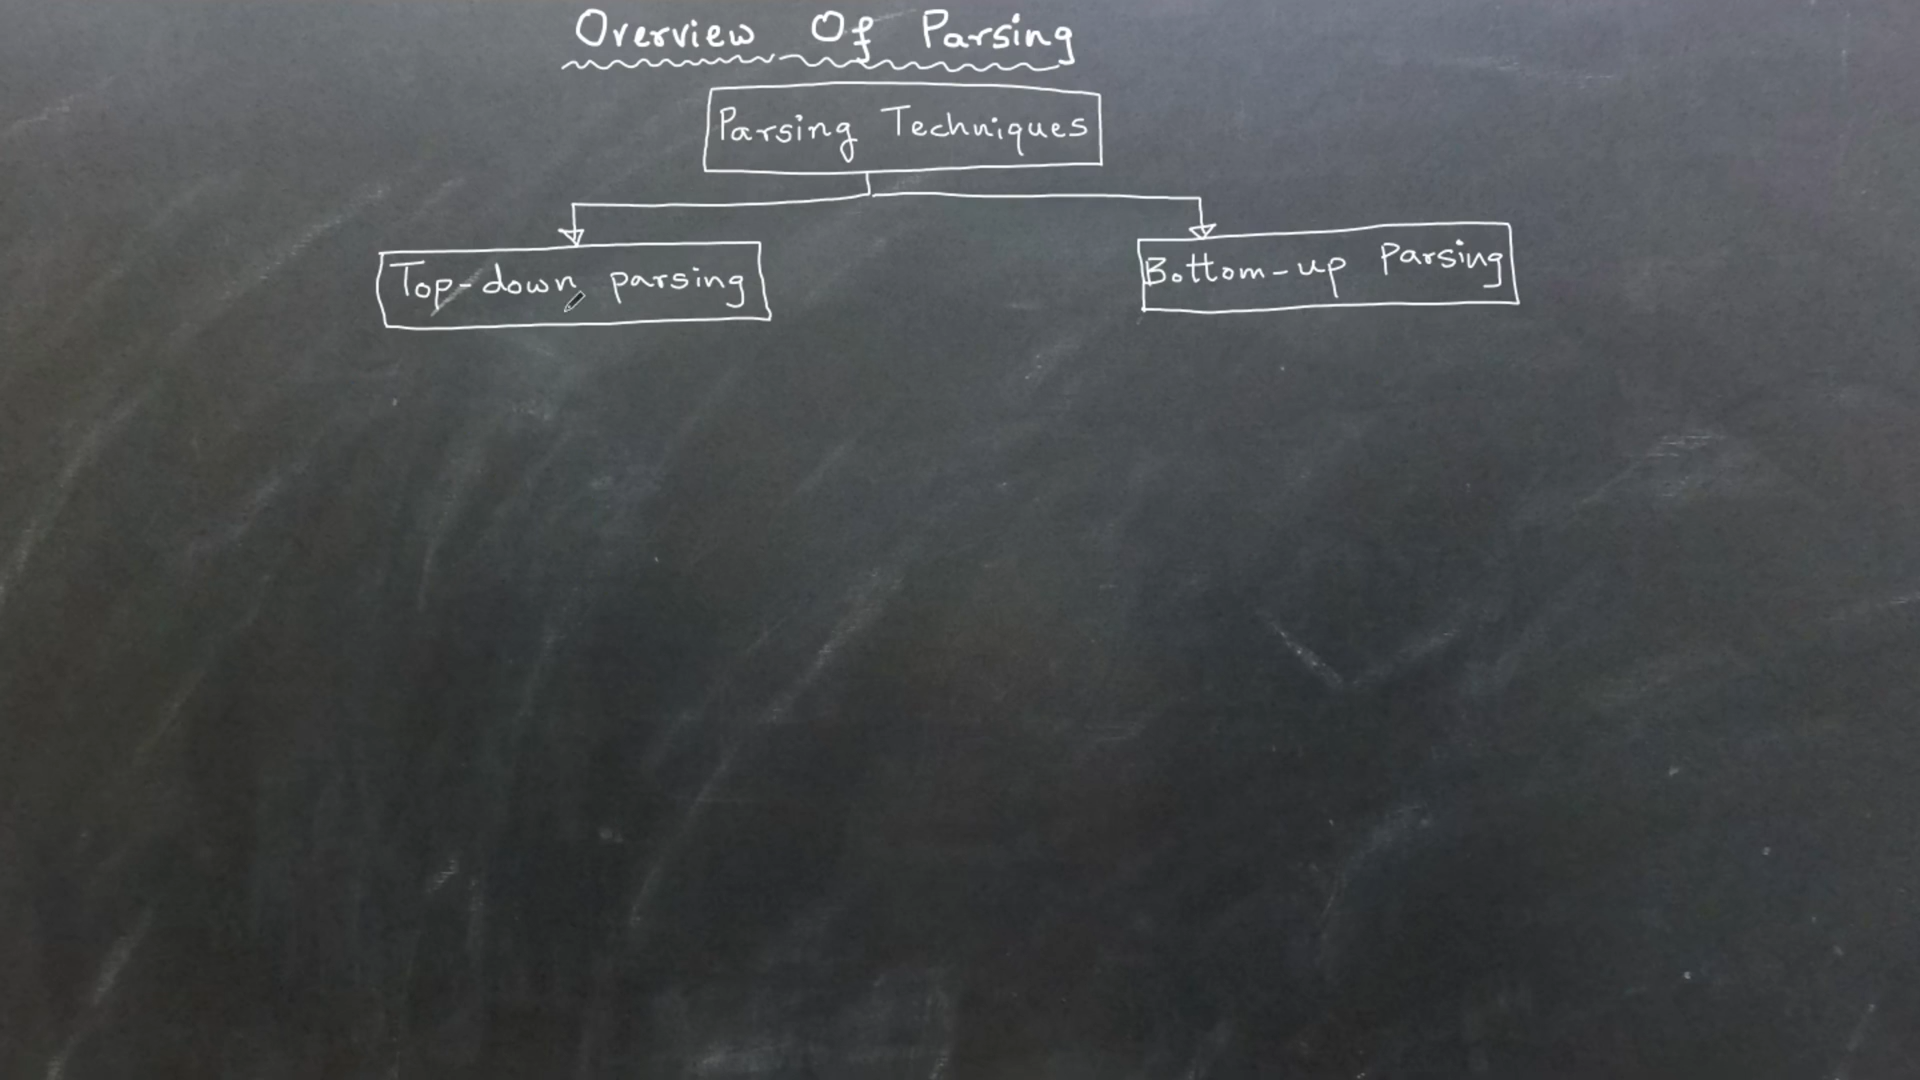 Overview Of Parsing
Parsing Techniques
Top-down parsing
Bottom-up Parsing